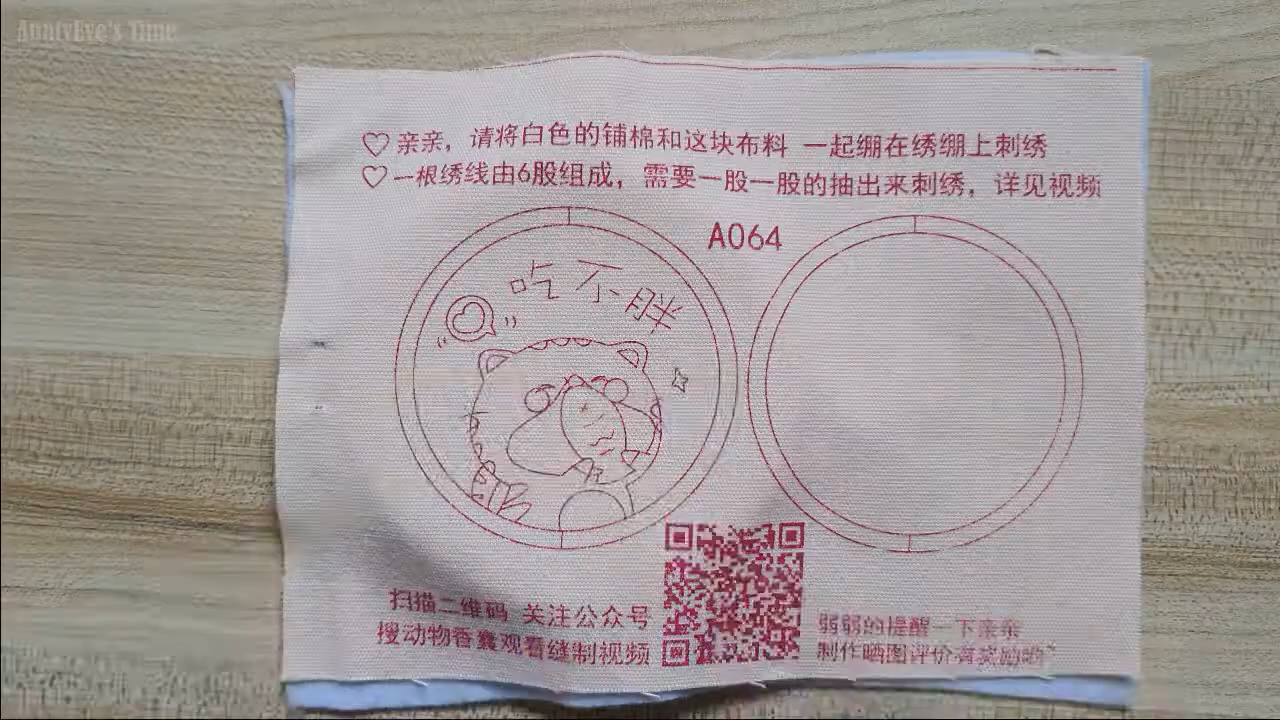 AuntyEve's Time
♡ 亲亲，请将白色的铺棉和这块布料 一起绷在绣绷上刺绣
♡ 一根绣线由6股组成，需要一股一股的抽出来刺绣，详见视频
A064
吃不胖
扫描二维码 关注公众号
搜动物香囊观看缝制视频
弱弱的提醒一下亲亲
制作晒图评价有奖励哟~